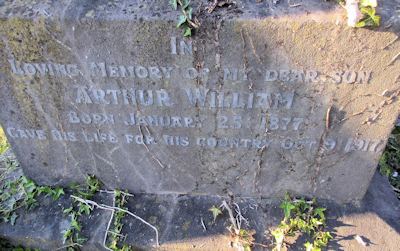 IN
LOVING MEMORY OF MY DEAR SON
ARTHUR WILLIAM
BORN JANUARY 25 1877
GAVE HIS LIFE FOR HIS COUNTRY OCT 9 1917